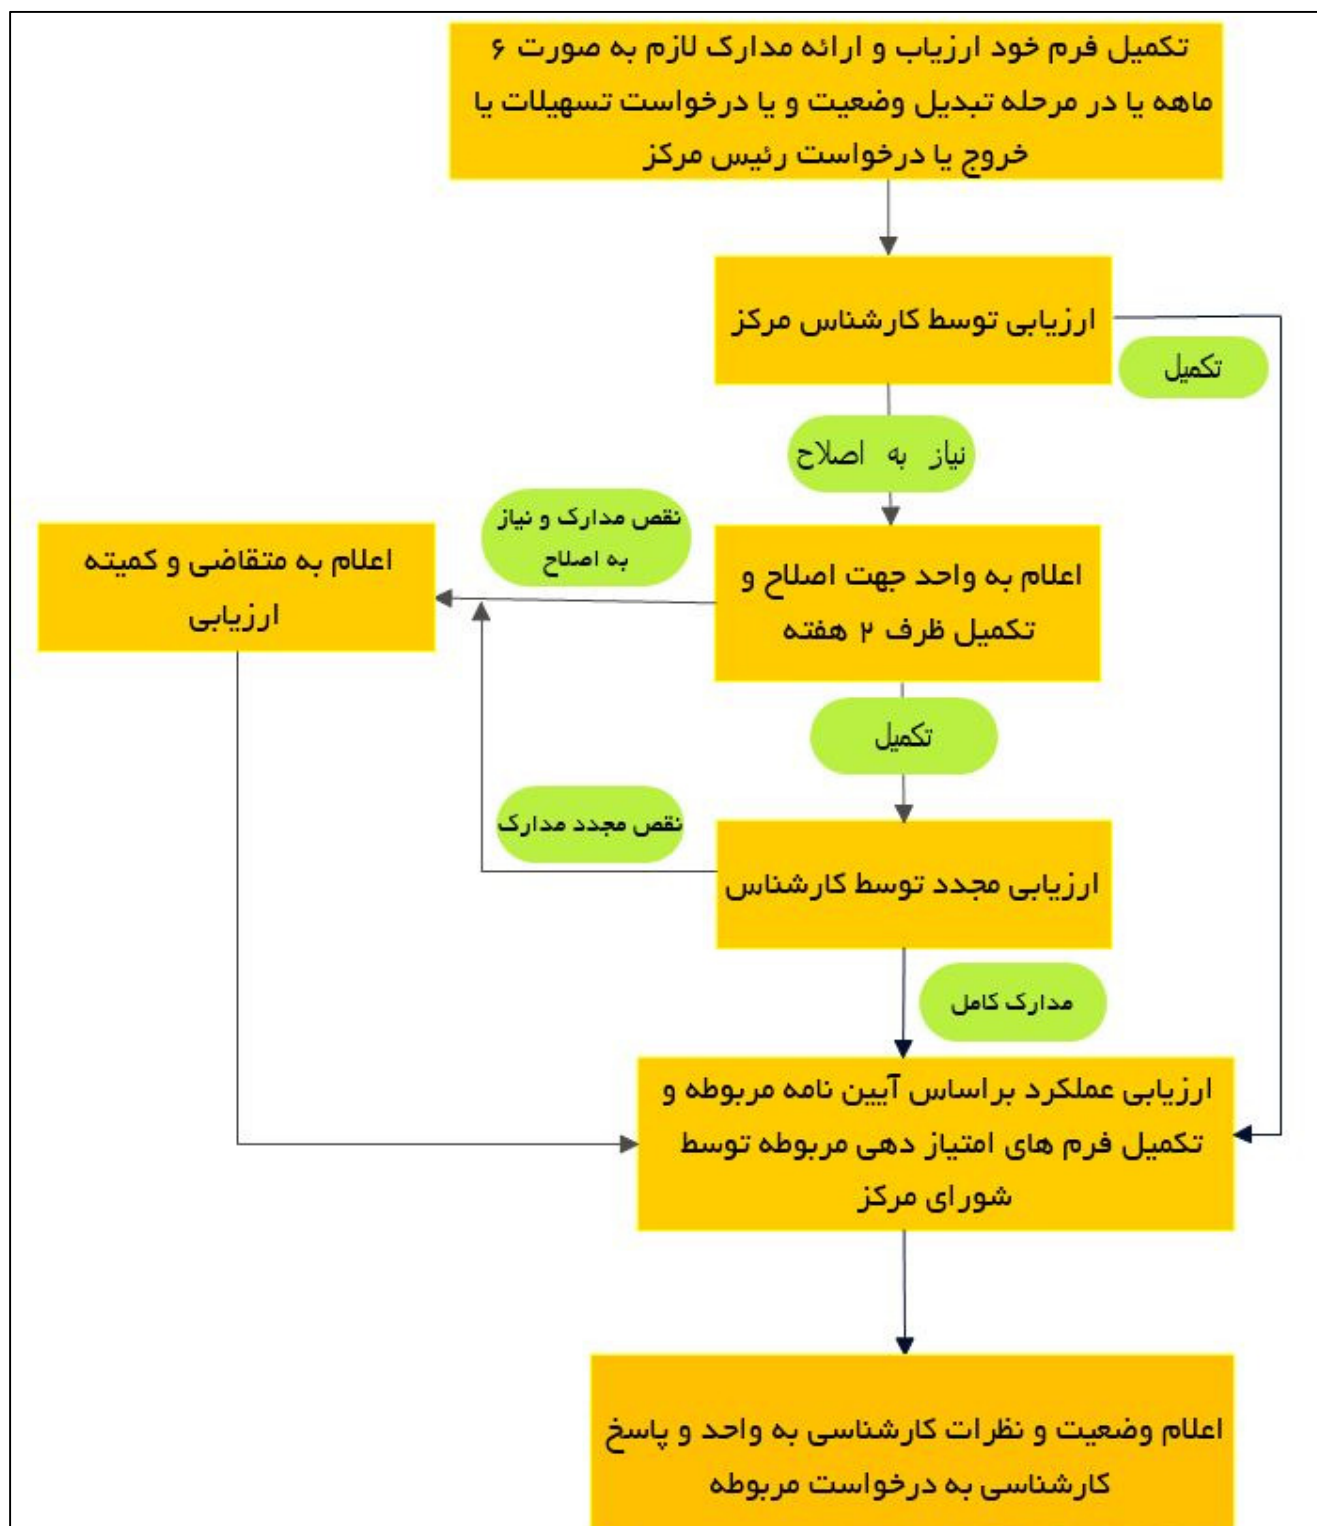 تکمیل فرم خود ارزیاب و ارائه مدارک لازم به صورت ۶
ماهه یا در مرحله تبدیل وضعیت و یا درخواست تسهیلات یا
خروج یا درخواست رئیس مرکز
ارزیابی توسط کارشناس مرکز
تکمیل
نیاز به اصلاح
نقص مدارک و نیاز
به اصلاح
اعلام به واحد جهت اصلاح و
تکمیل ظرف ۲ هفته
اعلام به متقاضی و کمیته
ارزیابی
تکمیل
نقص مجدد مدارک
ارزیابی مجدد توسط کارشناس
مدارک کامل
ارزیابی عملکرد براساس آیین نامه مربوطه و
تکمیل فرم های امتیاز دهی مربوطه توسط
شورای مرکز
اعلام وضعیت و نظرات کارشناسی به واحد و پاسخ
کارشناسی به درخواست مربوطه